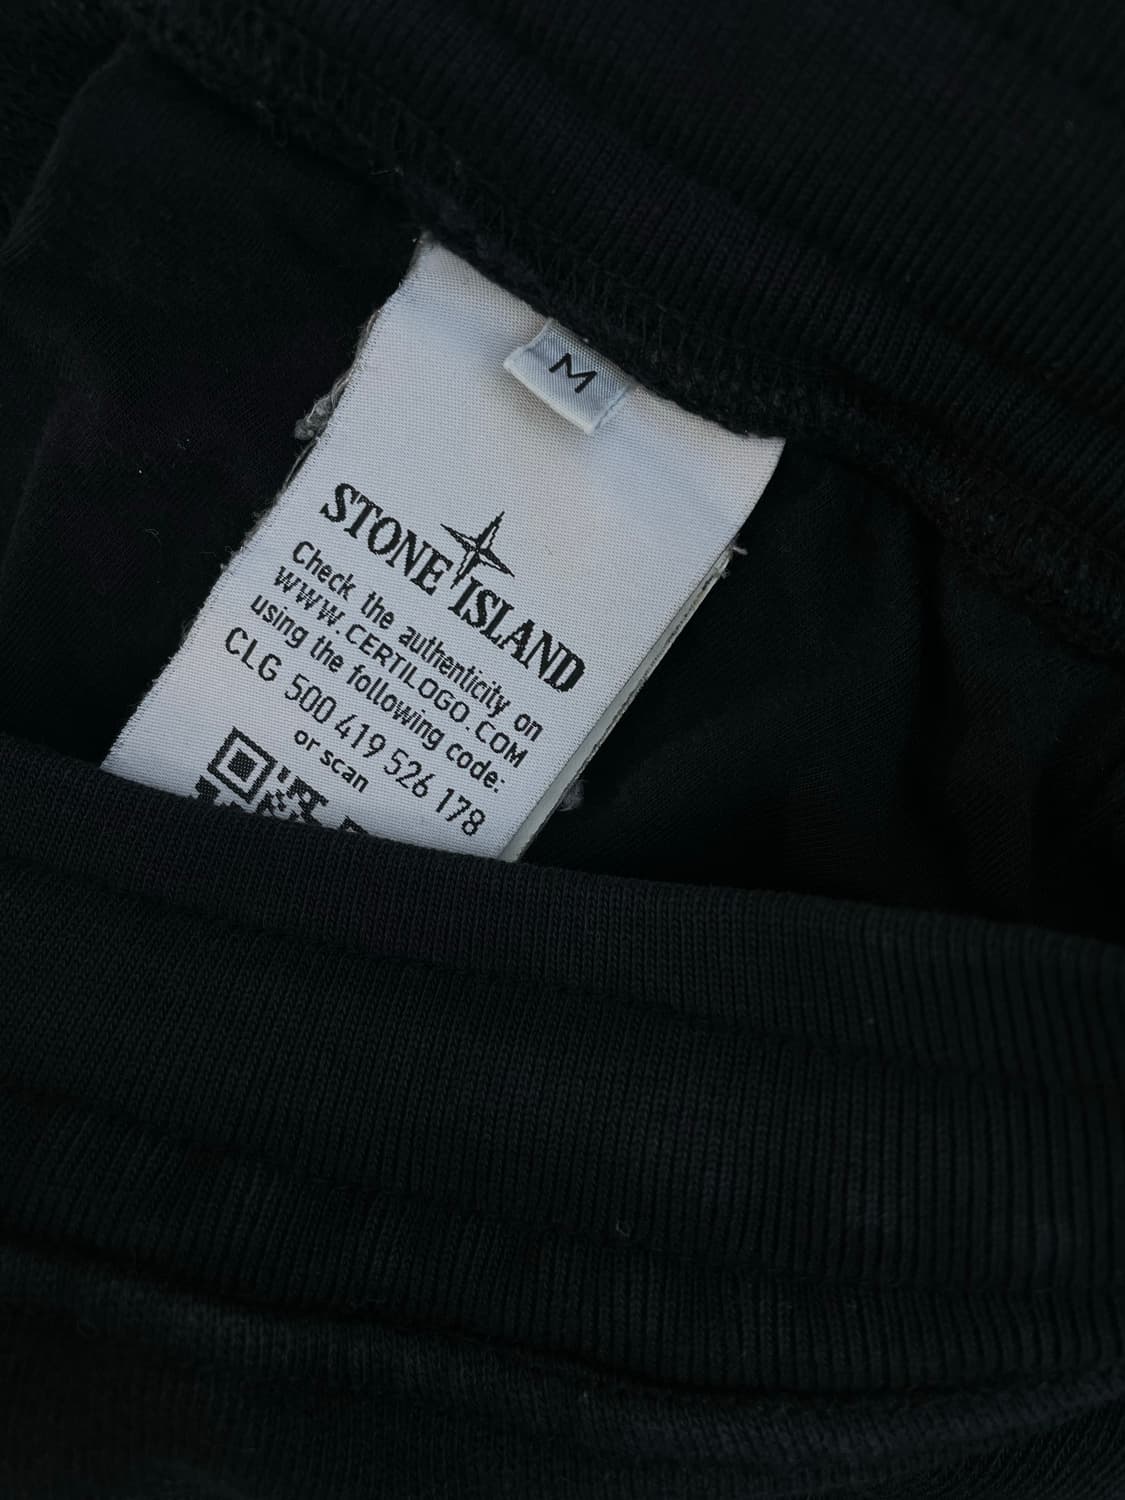 M
STONE ISLAND
Check the authenticity on
WWW.CERTILOGO.COM
using the following code:
CLG 500 419 526 178
or scan